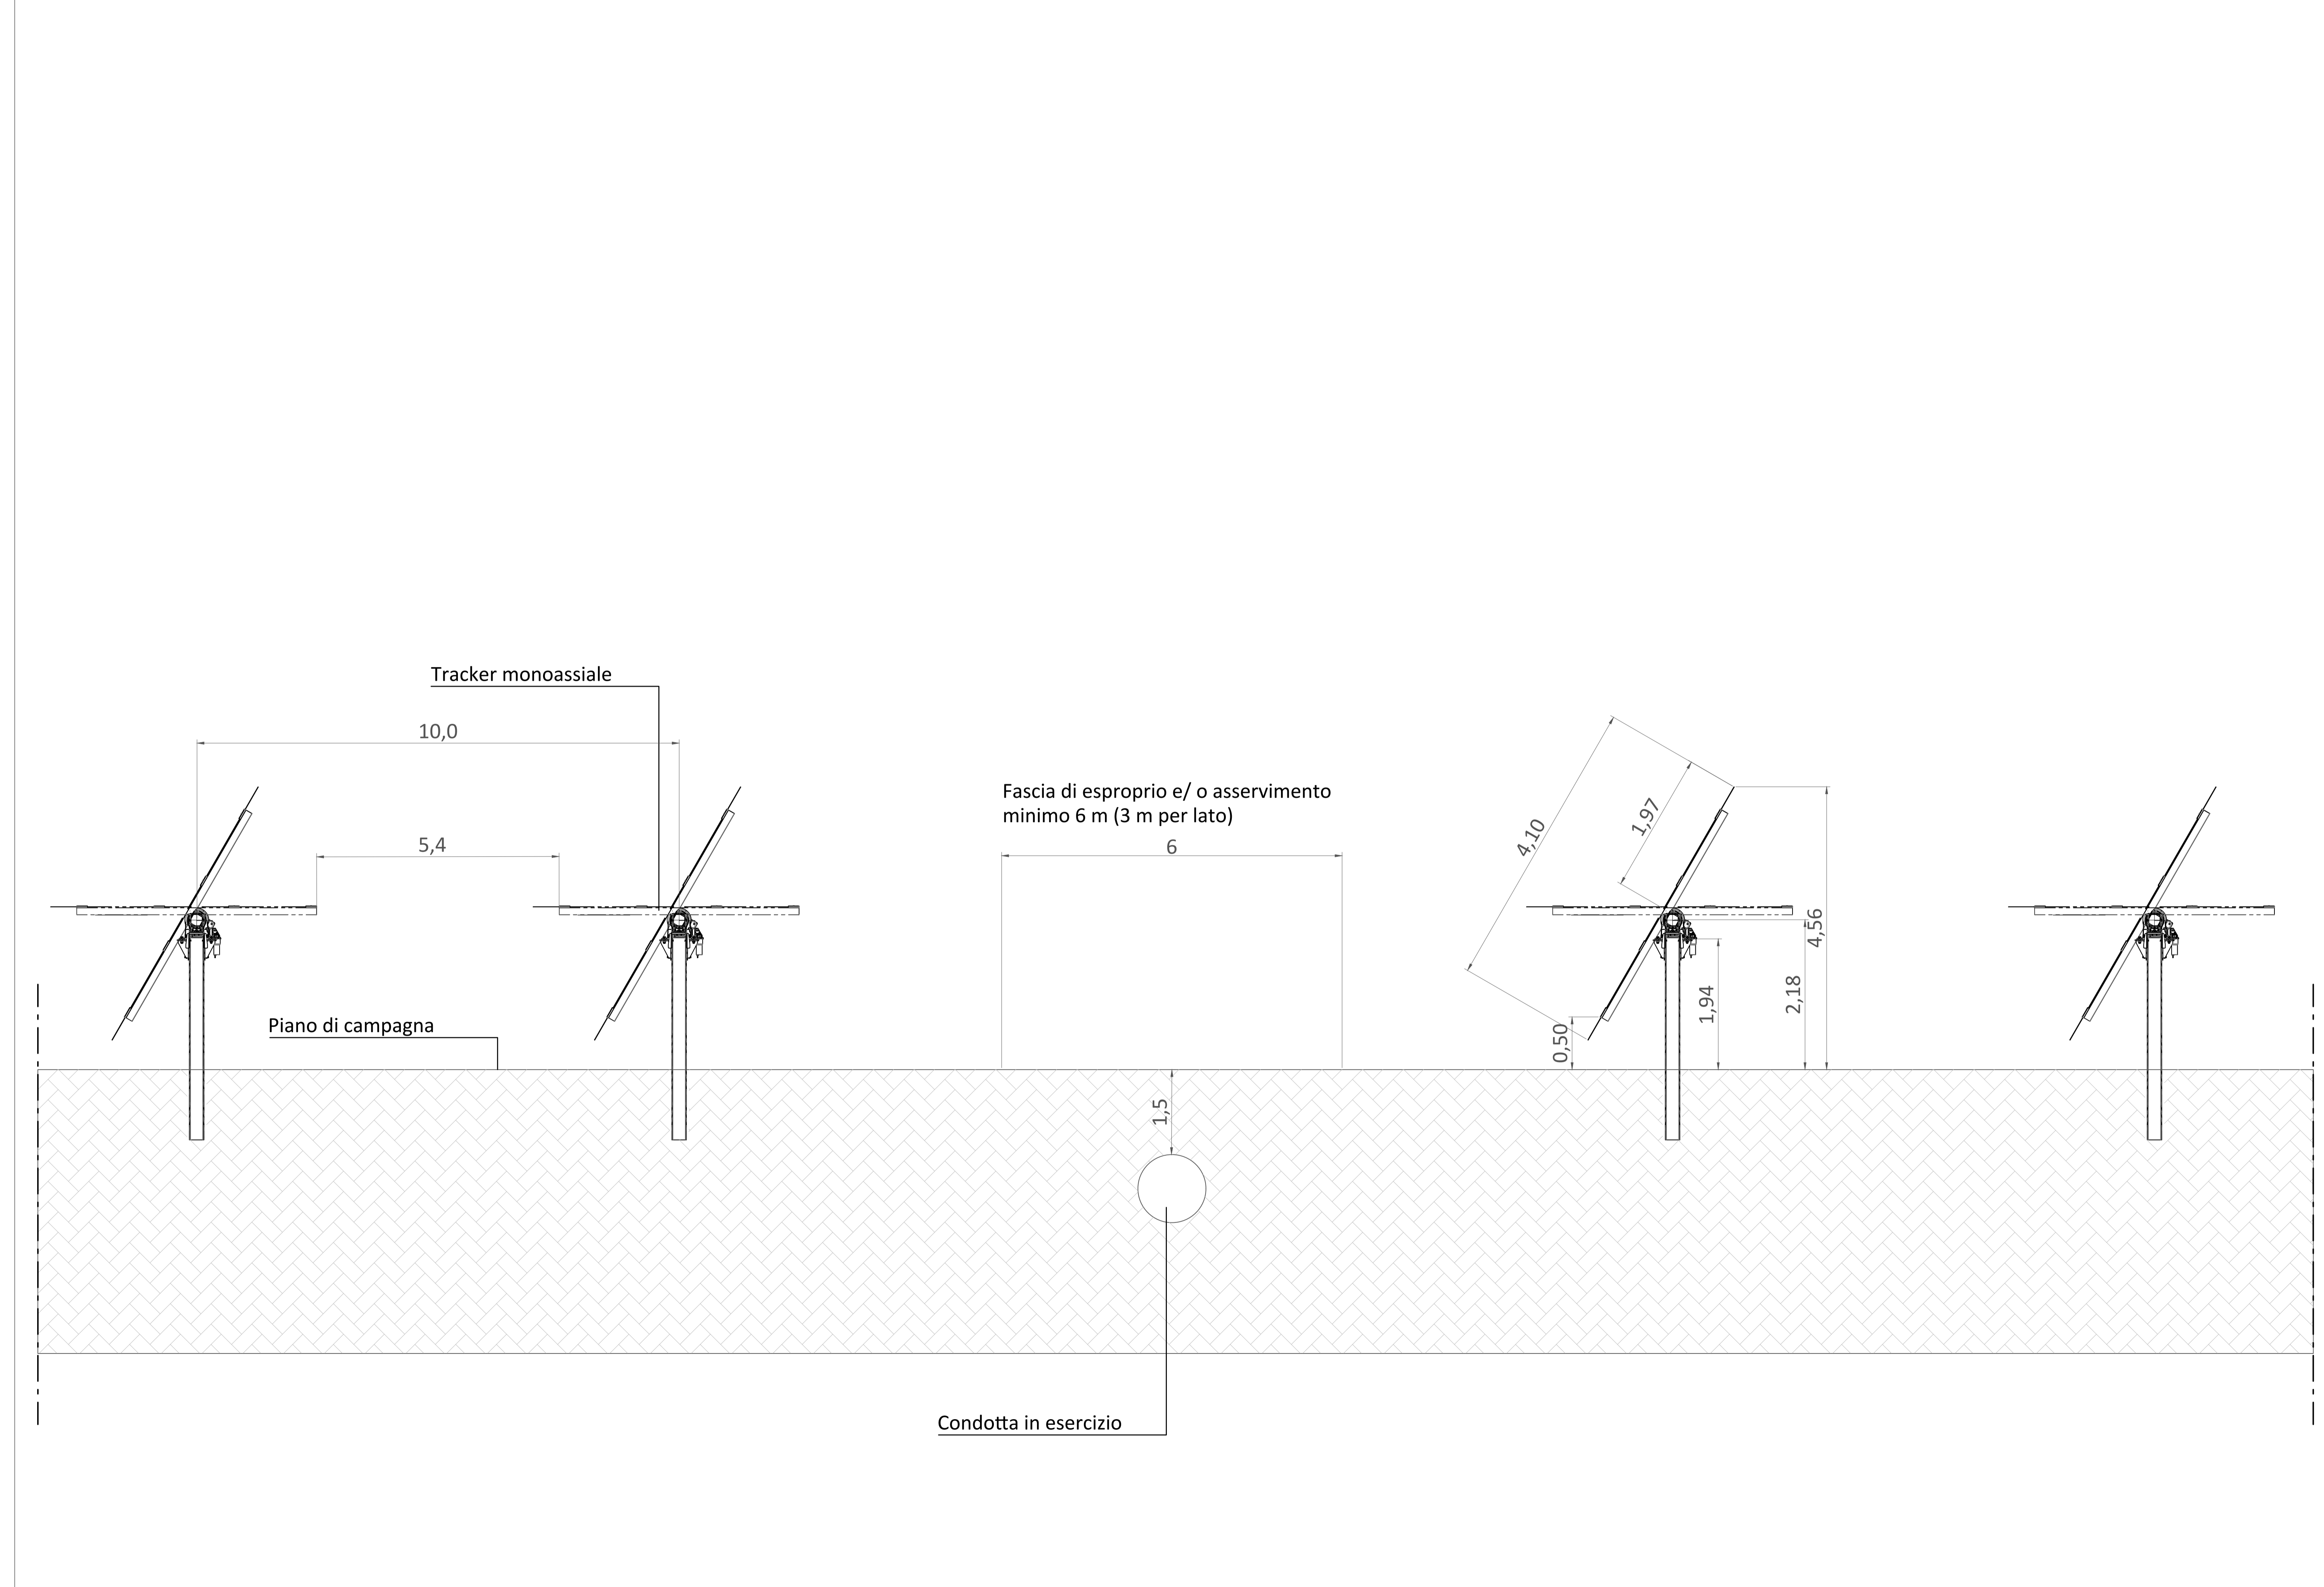 Tracker monoassiale
10,0
Fascia di esproprio e/ o asservimento
minimo 6 m (3 m per lato)
5,4
6
4,10
1,97
4,56
2,18
1,94
0,50
Piano di campagna
1,5
Condotta in esercizio